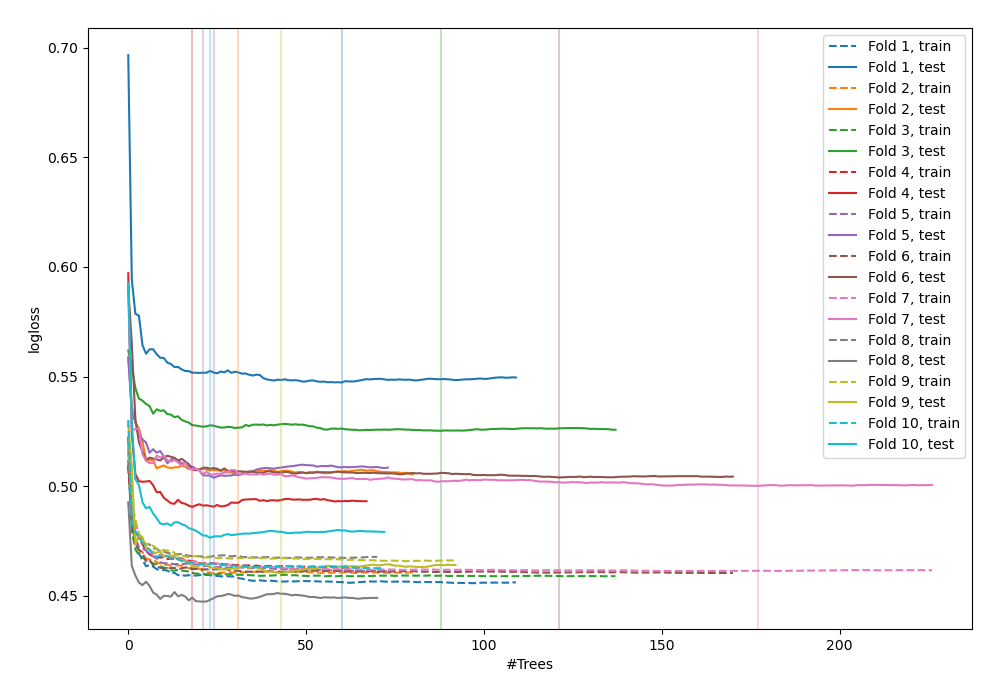 0.70
0.65
0.60
0.55
0.50
0.45
logloss
0
50
100
150
200
#Trees
Fold 1, train
Fold 1, test
Fold 2, train
Fold 2, test
Fold 3, train
Fold 3, test
Fold 4, train
Fold 4, test
Fold 5, train
Fold 5, test
Fold 6, train
Fold 6, test
Fold 7, train
Fold 7, test
Fold 8, train
Fold 8, test
Fold 9, train
Fold 9, test
Fold 10, train
Fold 10, test